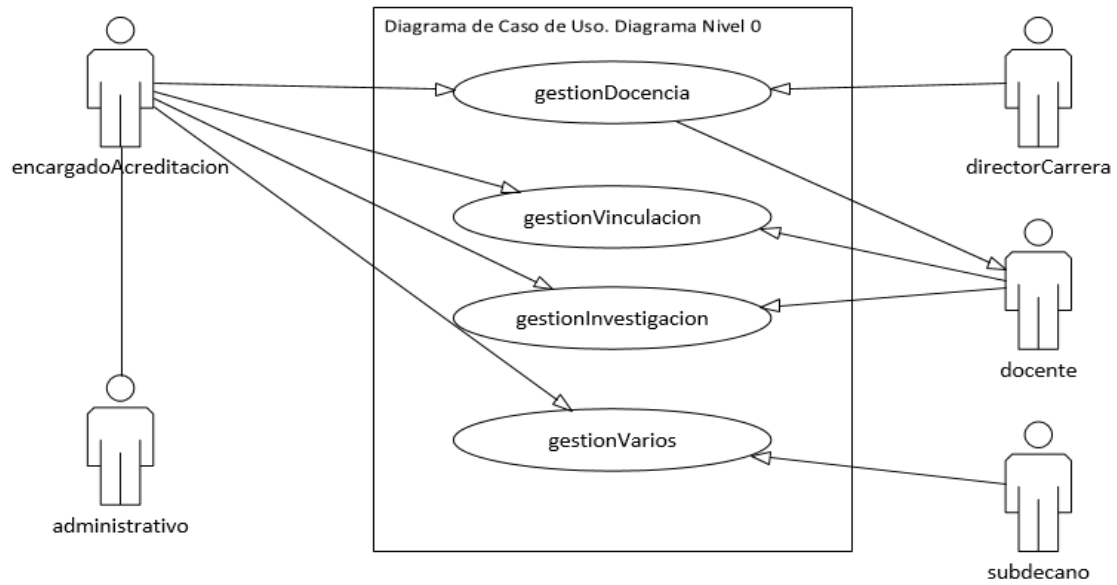 Diagrama de Caso de Uso. Diagrama Nivel 0
gestionDocencia
encargadoAcreditacion
directorCarrera
gestionVinculacion
gestionInvestigacion
docente
gestionVarios
administrativo
subdecano